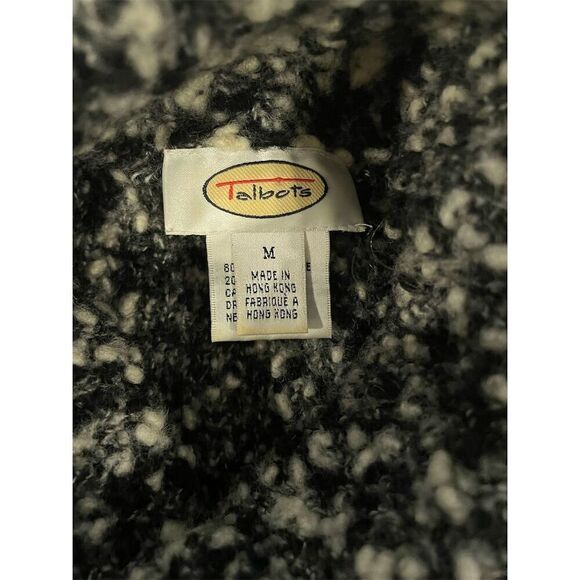 Talbots
M
MADE IN
HONG KONG
FABRIQUÉ A
HONG KONG